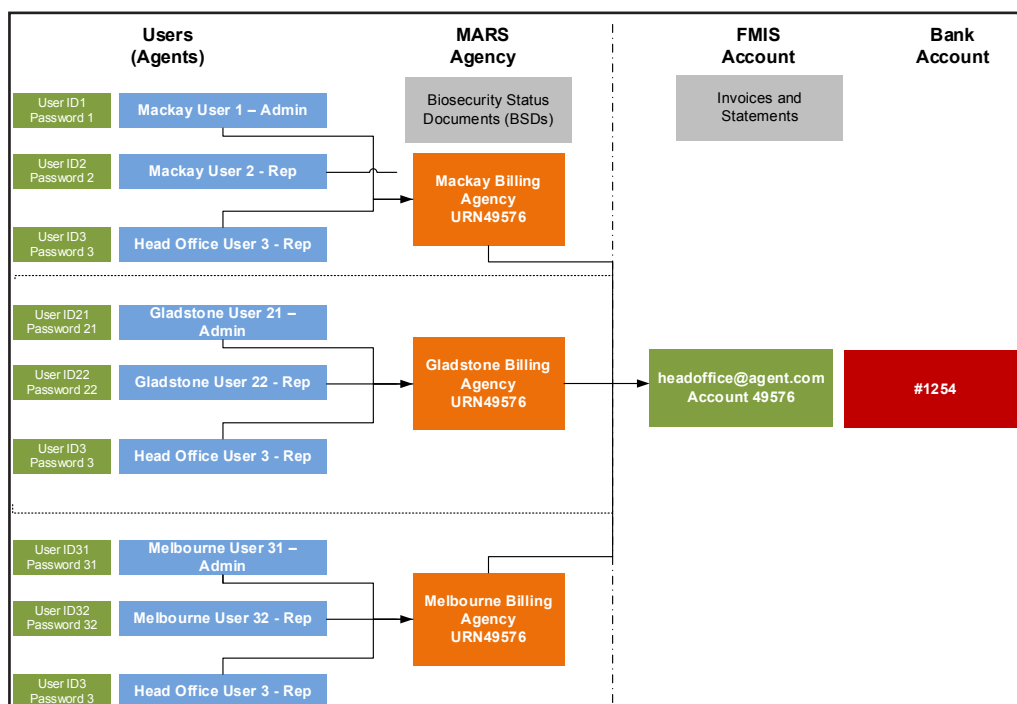 Users
(Agents)
MARS
Agency
FMIS
Account
Bank
Account
Biosecurity Status
Documents (BSDs)
Invoices and
Statements
User ID1
Password 1
Mackay User 1 – Admin
User ID2
Password 2
Mackay User 2 - Rep
User ID3
Password 3
Head Office User 3 - Rep
Mackay Billing
Agency
URN49576
User ID21
Password 21
Gladstone User 21 –
Admin
User ID22
Password 22
Gladstone User 22 - Rep
User ID3
Password 3
Head Office User 3 - Rep
Gladstone Billing
Agency
URN49576
headoffice@agent.com
Account 49576
#1254
User ID31
Password 31
Melbourne User 31 –
Admin
User ID32
Password 32
Melbourne User 32 - Rep
User ID3
Password 3
Head Office User 3 - Rep
Melbourne Billing
Agency
URN49576